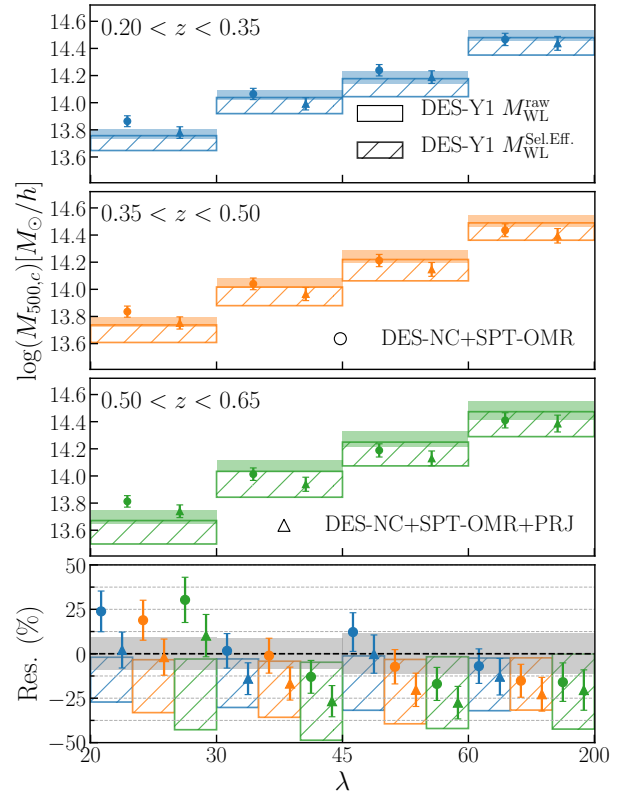 14.6
14.4
14.2
14.0
13.8
13.6
0.20 < z < 0.35
DES-Y1 M_WL^raw
DES-Y1 M_WL^Sel.Eff.
14.6
14.4
14.2
14.0
13.8
13.6
0.35 < z < 0.50
DES-NC+SPT-OMR
log(M_{500,c})[M_⊙/h]
14.6
14.4
14.2
14.0
13.8
13.6
0.50 < z < 0.65
DES-NC+SPT-OMR+PRJ
50
25
0
−25
−50
Res. (%)
20 30 45 60 200
λ